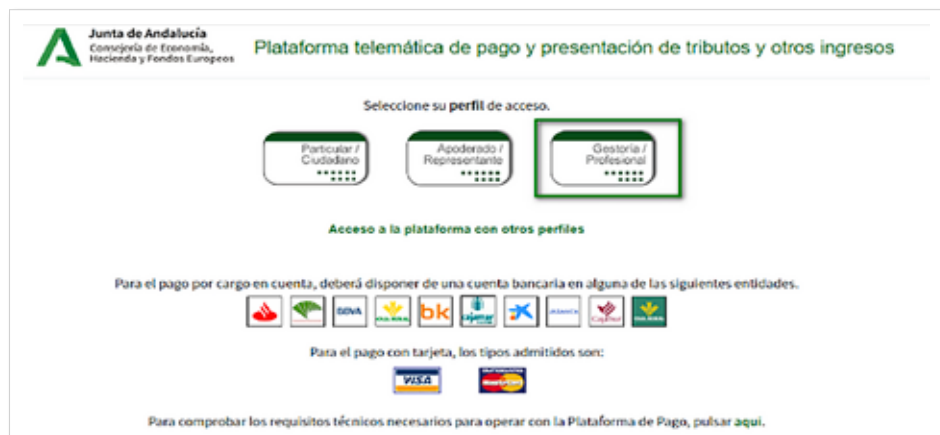 Junta de Andalucía
Consejería de Economía,
Hacienda y Fondos Europeos
Plataforma telemática de pago y presentación de tributos y otros ingresos
Seleccione su perfil de acceso.
Particular /
Ciudadano
Apoderado /
Representante
Gestoría /
Profesional
Acceso a la plataforma con otros perfiles
Para el pago por cargo en cuenta, deberá disponer de una cuenta bancaria en alguna de las siguientes entidades.
BBVA
bk
cajamar
Para el pago con tarjeta, los tipos admitidos son:
VISA
MasterCard
Para comprobar los requisitos técnicos necesarios para operar con la Plataforma de Pago, pulsar aquí.